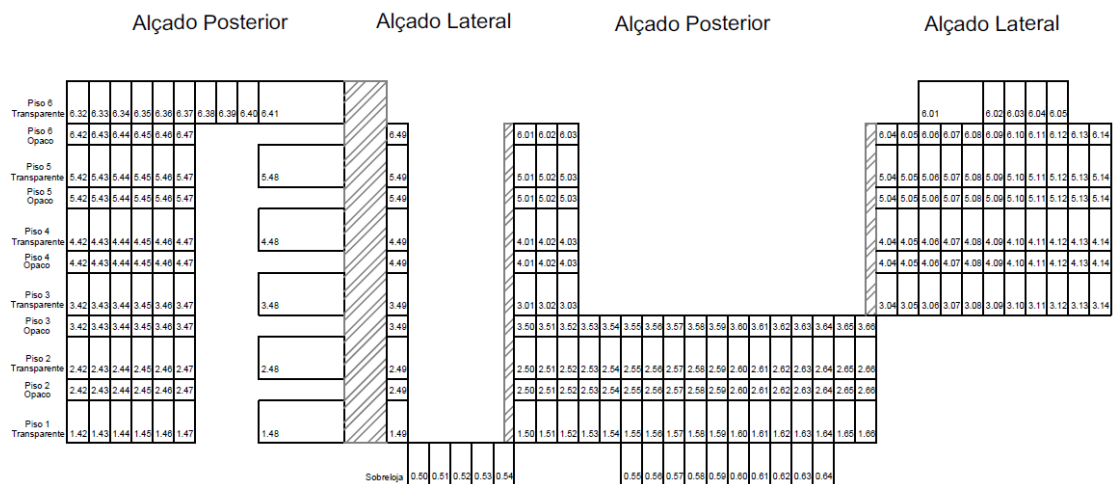 Alçado Posterior Alçado Lateral Alçado Posterior Alçado Lateral
Piso 6
Transparente 6.32 6.33 6.34 6.35 6.36 6.37 6.38 6.39 6.40 6.41 6.01 6.02 6.03 6.04 6.05
Piso 6
Opaco 6.42 6.43 6.44 6.45 6.46 6.47 6.49 6.01 6.02 6.03 6.04 6.05 6.06 6.07 6.08 6.09 6.10 6.11 6.12 6.13 6.14
Piso 5
Transparente 5.42 5.43 5.44 5.45 5.46 5.47 5.48 5.49 5.01 5.02 5.03 5.04 5.05 5.06 5.07 5.08 5.09 5.10 5.11 5.12 5.13 5.14
Piso 5
Opaco 5.42 5.43 5.44 5.45 5.46 5.47 5.49 5.01 5.02 5.03 5.04 5.05 5.06 5.07 5.08 5.09 5.10 5.11 5.12 5.13 5.14
Piso 4
Transparente 4.42 4.43 4.44 4.45 4.46 4.47 4.48 4.49 4.01 4.02 4.03 4.04 4.05 4.06 4.07 4.08 4.09 4.10 4.11 4.12 4.13 4.14
Piso 4
Opaco 4.42 4.43 4.44 4.45 4.46 4.47 4.49 4.01 4.02 4.03 4.04 4.05 4.06 4.07 4.08 4.09 4.10 4.11 4.12 4.13 4.14
Piso 3
Transparente 3.42 3.43 3.44 3.45 3.46 3.47 3.48 3.49 3.01 3.02 3.03 3.04 3.05 3.06 3.07 3.08 3.09 3.10 3.11 3.12 3.13 3.14
Piso 3
Opaco 3.42 3.43 3.44 3.45 3.46 3.47 3.49 3.50 3.51 3.52 3.53 3.54 3.55 3.56 3.57 3.58 3.59 3.60 3.61 3.62 3.63 3.64 3.65 3.66
Piso 2
Transparente 2.42 2.43 2.44 2.45 2.46 2.47 2.48 2.49 2.50 2.51 2.52 2.53 2.54 2.55 2.56 2.57 2.58 2.59 2.60 2.61 2.62 2.63 2.64 2.65 2.66
Piso 2
Opaco 2.42 2.43 2.44 2.45 2.46 2.47 2.49 2.50 2.51 2.52 2.53 2.54 2.55 2.56 2.57 2.58 2.59 2.60 2.61 2.62 2.63 2.64 2.65 2.66
Piso 1
Transparente 1.42 1.43 1.44 1.45 1.46 1.47 1.48 1.49 1.50 1.51 1.52 1.53 1.54 1.55 1.56 1.57 1.58 1.59 1.60 1.61 1.62 1.63 1.64 1.65 1.66
Sobreloja 0.50 0.51 0.52 0.53 0.54 0.55 0.56 0.57 0.58 0.59 0.60 0.61 0.62 0.63 0.64